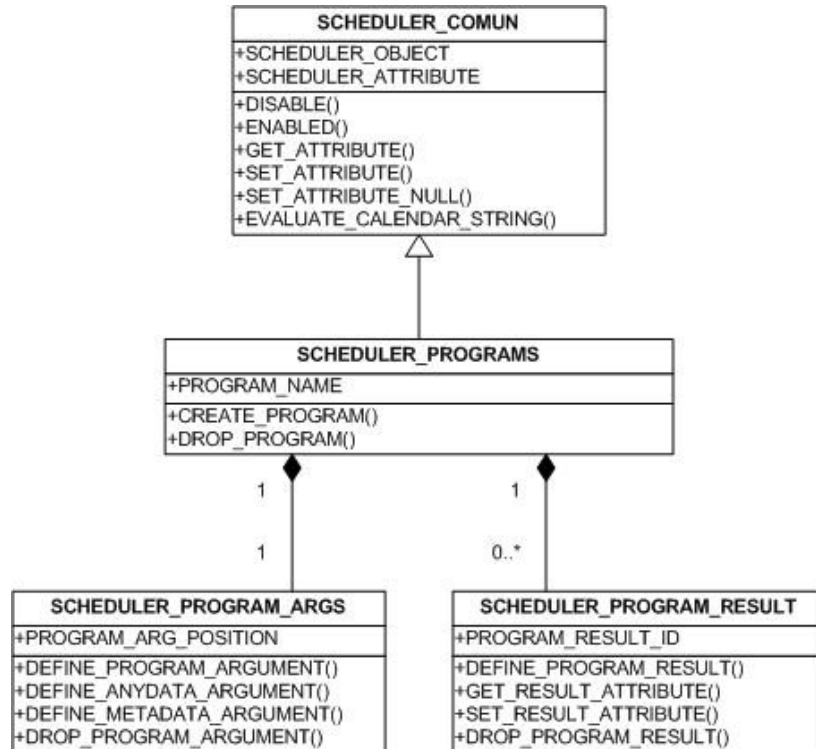 SCHEDULER_COMUN
+SCHEDULER_OBJECT
+SCHEDULER_ATTRIBUTE
+DISABLE()
+ENABLED()
+GET_ATTRIBUTE()
+SET_ATTRIBUTE()
+SET_ATTRIBUTE_NULL()
+EVALUATE_CALENDAR_STRING()
SCHEDULER_PROGRAMS
+PROGRAM_NAME
+CREATE_PROGRAM()
+DROP_PROGRAM()
1
1
1
0..*
SCHEDULER_PROGRAM_ARGS
+PROGRAM_ARG_POSITION
+DEFINE_PROGRAM_ARGUMENT()
+DEFINE_ANYDATA_ARGUMENT()
+DEFINE_METADATA_ARGUMENT()
+DROP_PROGRAM_ARGUMENT()
SCHEDULER_PROGRAM_RESULT
+PROGRAM_RESULT_ID
+DEFINE_PROGRAM_RESULT()
+GET_RESULT_ATTRIBUTE()
+SET_RESULT_ATTRIBUTE()
+DROP_PROGRAM_RESULT()